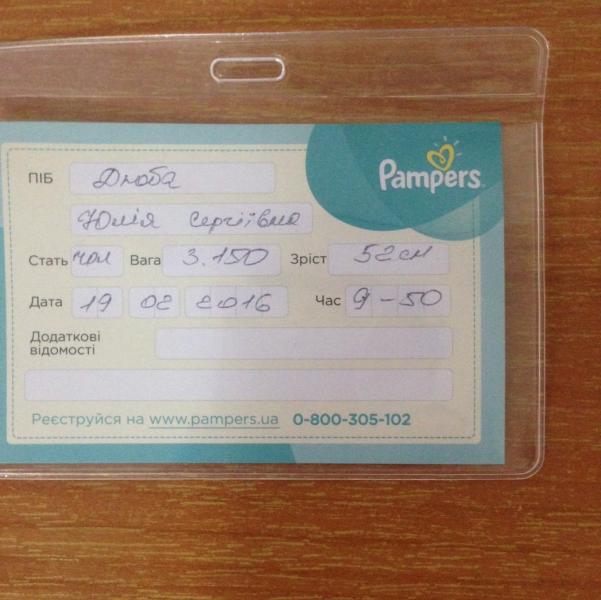 Pampers
ПІБ Дзюба
Юлія Сергіївна
Стать чол Вага 3.150 Зріст 52см
Дата 19 02 2016 Час 9-50
Додаткові
відомості
Реєструйся на www.pampers.ua 0-800-305-102